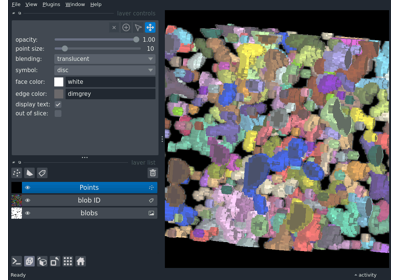 File View Plugins Window Help
layer controls
opacity: 1.00
point size: 10
blending: translucent
symbol: disc
face color: white
edge color: dimgrey
display text:
out of slice:
layer list
Points
blob ID
blobs
Ready
activity